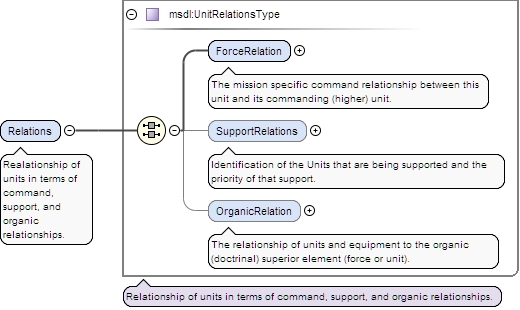 msdl:UnitRelationsType
ForceRelation
The mission specific command relationship between this
unit and its commanding (higher) unit.
Relations
SupportRelations
Realationship of
units in terms of
command,
support, and
organic
relationships.
Identification of the Units that are being supported and the
priority of that support.
OrganicRelation
The relationship of units and equipment to the organic
(doctrinal) superior element (force or unit).
Relationship of units in terms of command, support, and organic relationships.